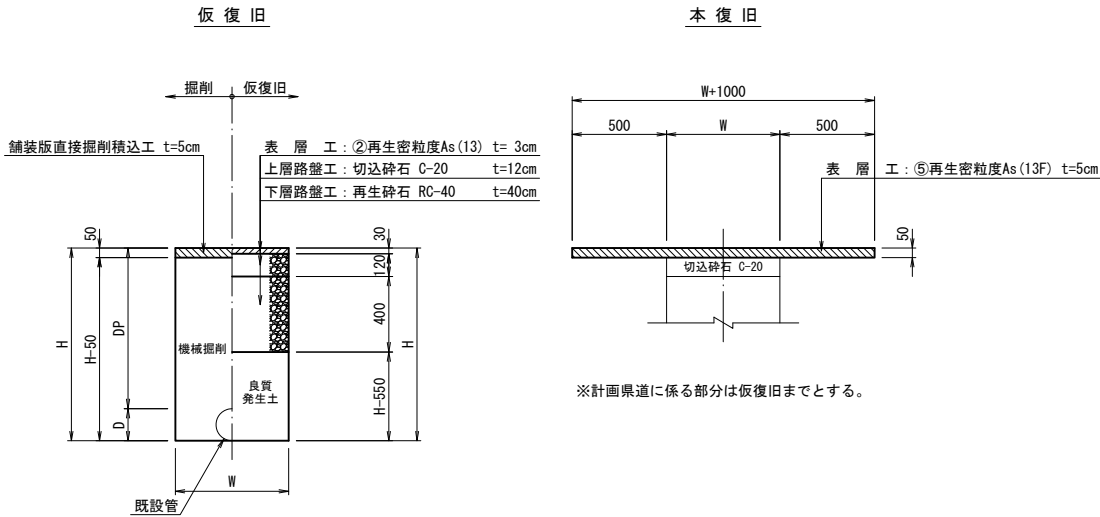 仮 復 旧
本 復 旧
掘削
仮復旧
舗装版直接掘削積込工 t=5cm
表 層 工：②再生密粒度As(13) t= 3cm
上層路盤工：切込砕石 C-20 t=12cm
下層路盤工：再生砕石 RC-40 t=40cm
50
30
120
400
H-550
H
H
H-50
DP
D
機械掘削
良質
発生土
W
既設管
W+1000
500
W
500
表 層 工：⑤再生密粒度As(13F) t=5cm
50
切込砕石 C-20
※計画県道に係る部分は仮復旧までとする。